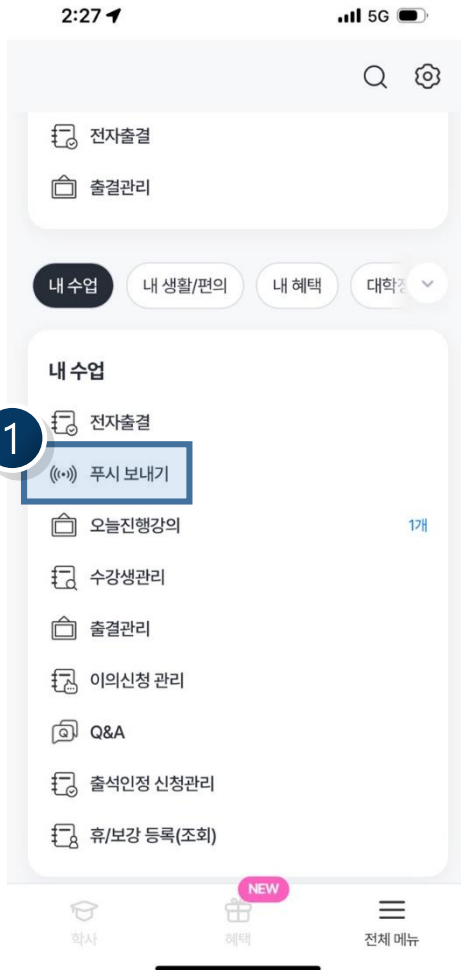 2:27
5G
전자출결
출결관리
내 수업 내 생활/편의 내 혜택 대학
내 수업
전자출결
1
푸시 보내기
오늘진행강의 1개
수강생관리
출결관리
이의신청 관리
Q&A
출석인정 신청관리
휴/보강 등록(조회)
NEW
학사 혜택 전체 메뉴